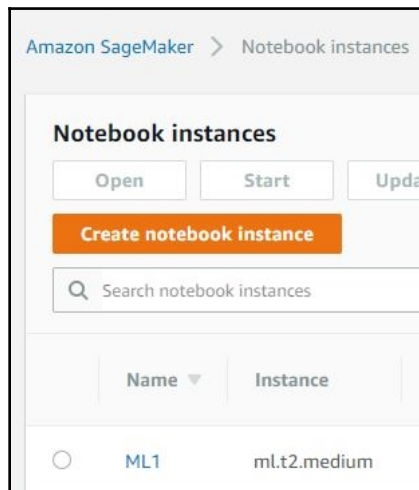 Amazon SageMaker > Notebook instances
Notebook instances
Open Start Upda
Create notebook instance
Search notebook instances
Name Instance
ML1 ml.t2.medium